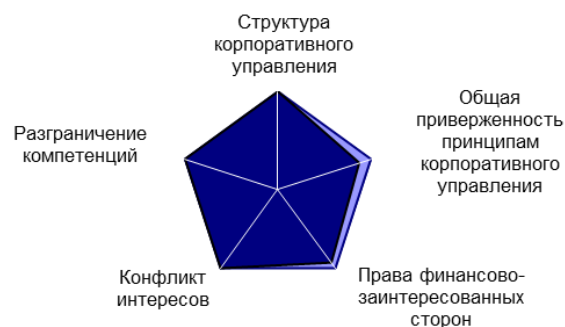 Структура
корпоративного
управления
Общая
приверженность
принципам
корпоративного
управления
Разграничение
компетенций
Конфликт
интересов
Права финансово-
заинтересованных
сторон